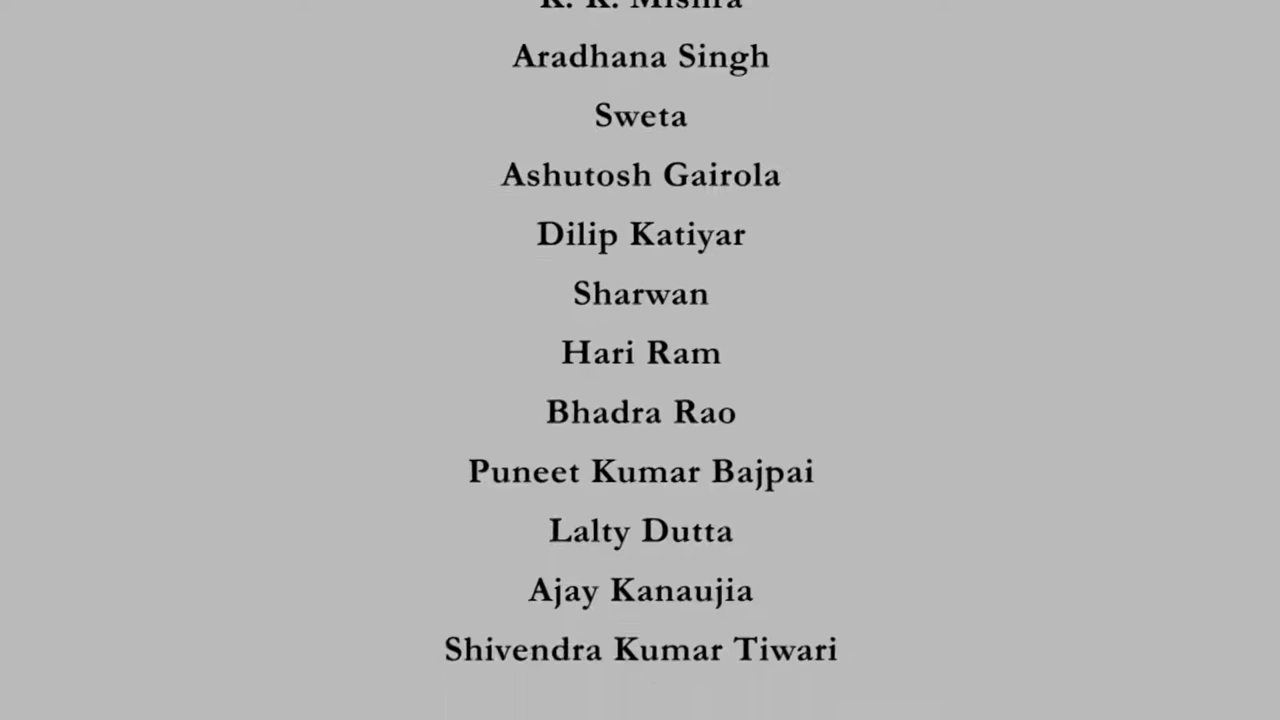 K. K. Mishra
Aradhana Singh
Sweta
Ashutosh Gairola
Dilip Katiyar
Sharwan
Hari Ram
Bhadra Rao
Puneet Kumar Bajpai
Lalty Dutta
Ajay Kanaujia
Shivendra Kumar Tiwari